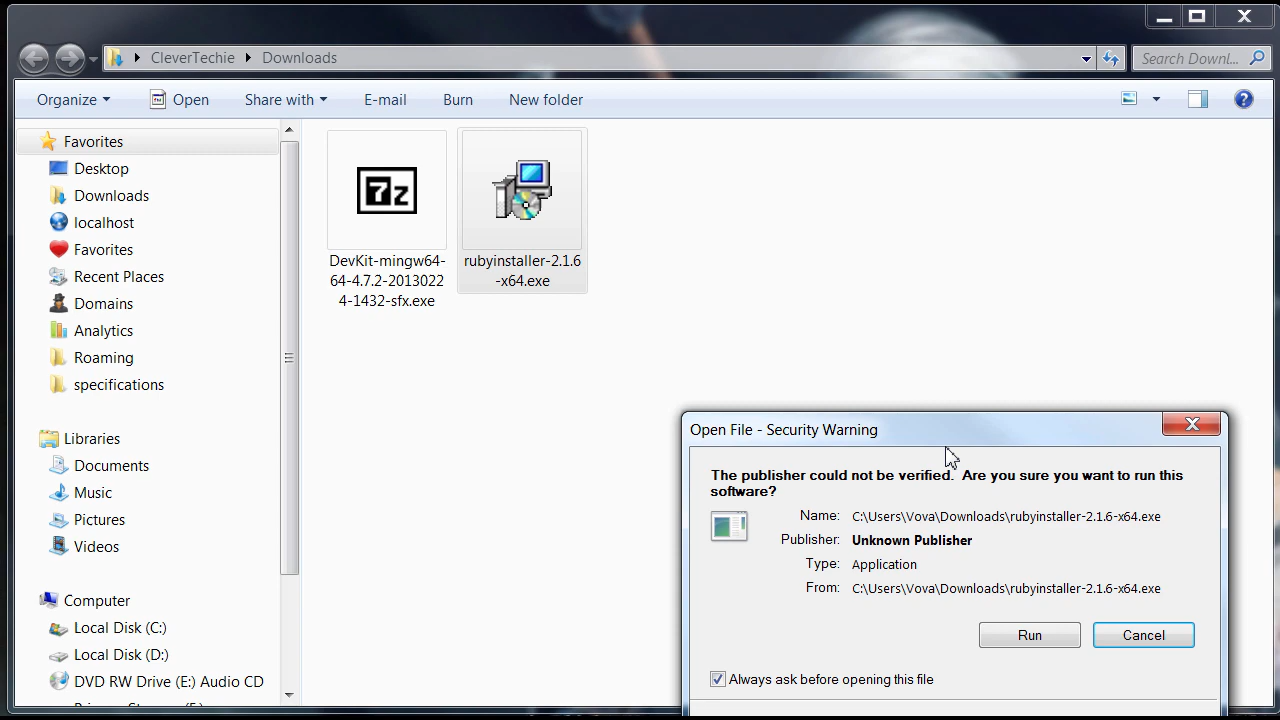 CleverTechie
Downloads
Search Downl...
Organize
Open
Share with
E-mail
Burn
New folder
Favorites
Desktop
Downloads
localhost
Favorites
Recent Places
Domains
Analytics
Roaming
specifications
Libraries
Documents
Music
Pictures
Videos
Computer
Local Disk (C:)
Local Disk (D:)
DVD RW Drive (E:) Audio CD
7z
DevKit-mingw64-
64-4.7.2-2013022
4-1432-sfx.exe
rubyinstaller-2.1.6
-x64.exe
Open File - Security Warning
The publisher could not be verified. Are you sure you want to run this
software?
Name: C:\Users\Vova\Downloads\rubyinstaller-2.1.6-x64.exe
Publisher: Unknown Publisher
Type: Application
From: C:\Users\Vova\Downloads\rubyinstaller-2.1.6-x64.exe
Run
Cancel
Always ask before opening this file